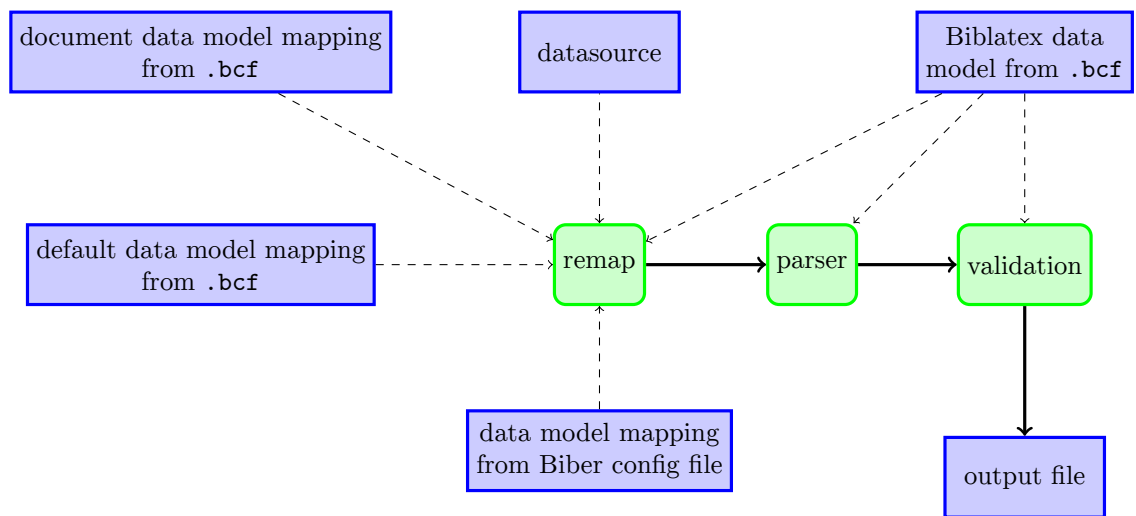 document data model mapping
from .bcf
datasource
Biblatex data
model from .bcf
default data model mapping
from .bcf
remap
parser
validation
data model mapping
from Biber config file
output file